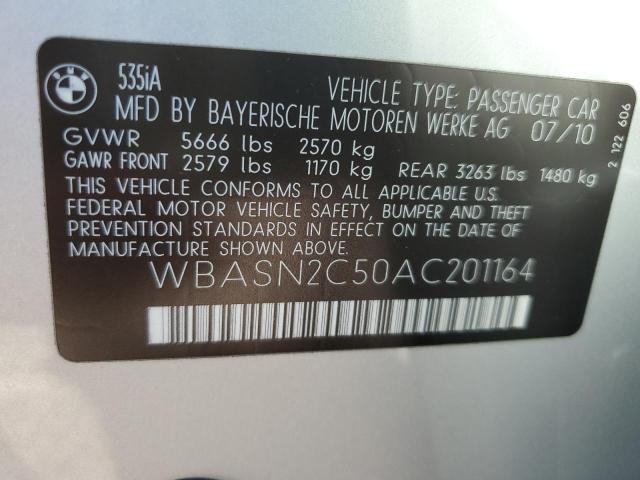 BMW
535iA
VEHICLE TYPE: PASSENGER CAR
MFD BY BAYERISCHE MOTOREN WERKE AG 07/10
GVWR 5666 lbs 2570 kg
GAWR FRONT 2579 lbs 1170 kg REAR 3263 lbs 1480 kg
THIS VEHICLE CONFORMS TO ALL APPLICABLE U.S.
FEDERAL MOTOR VEHICLE SAFETY, BUMPER AND THEFT
PREVENTION STANDARDS IN EFFECT ON THE DATE OF
MANUFACTURE SHOWN ABOVE.
WBASN2C50AC201164
2 122 606